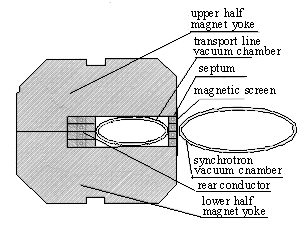 upper half
magnet yoke
transport line
vacuum chamber
septum
magnetic screen
synchrotron
vacuum chamber
rear conductor
lower half
magnet yoke